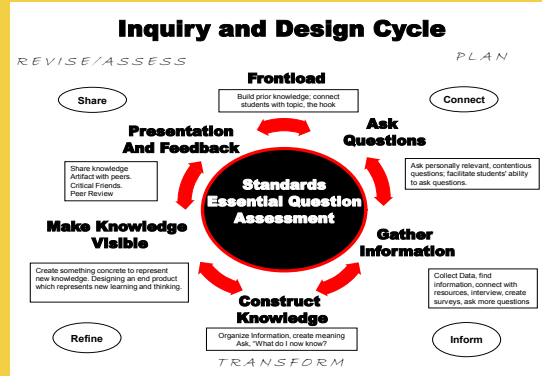 Inquiry and Design Cycle
REVISE/ASSESS
PLAN
Frontload
Build prior knowledge; connect
students with topic, the hook
Share
Connect
Presentation
And Feedback
Ask
Questions
Share knowledge
Artifact with peers.
Critical Friends.
Peer Review
Ask personally relevant, contentious
questions; facilitate students' ability
to ask questions.
Standards
Essential Question
Assessment
Make Knowledge
Visible
Gather
Information
Create something concrete to represent
new knowledge. Designing an end product
which represents new learning and thinking.
Collect Data, find
information, connect with
resources, interview, create
surveys, ask more questions
Construct
Knowledge
Organize Information, create meaning
Ask, "What do I now know?
Refine
Inform
TRANSFORM